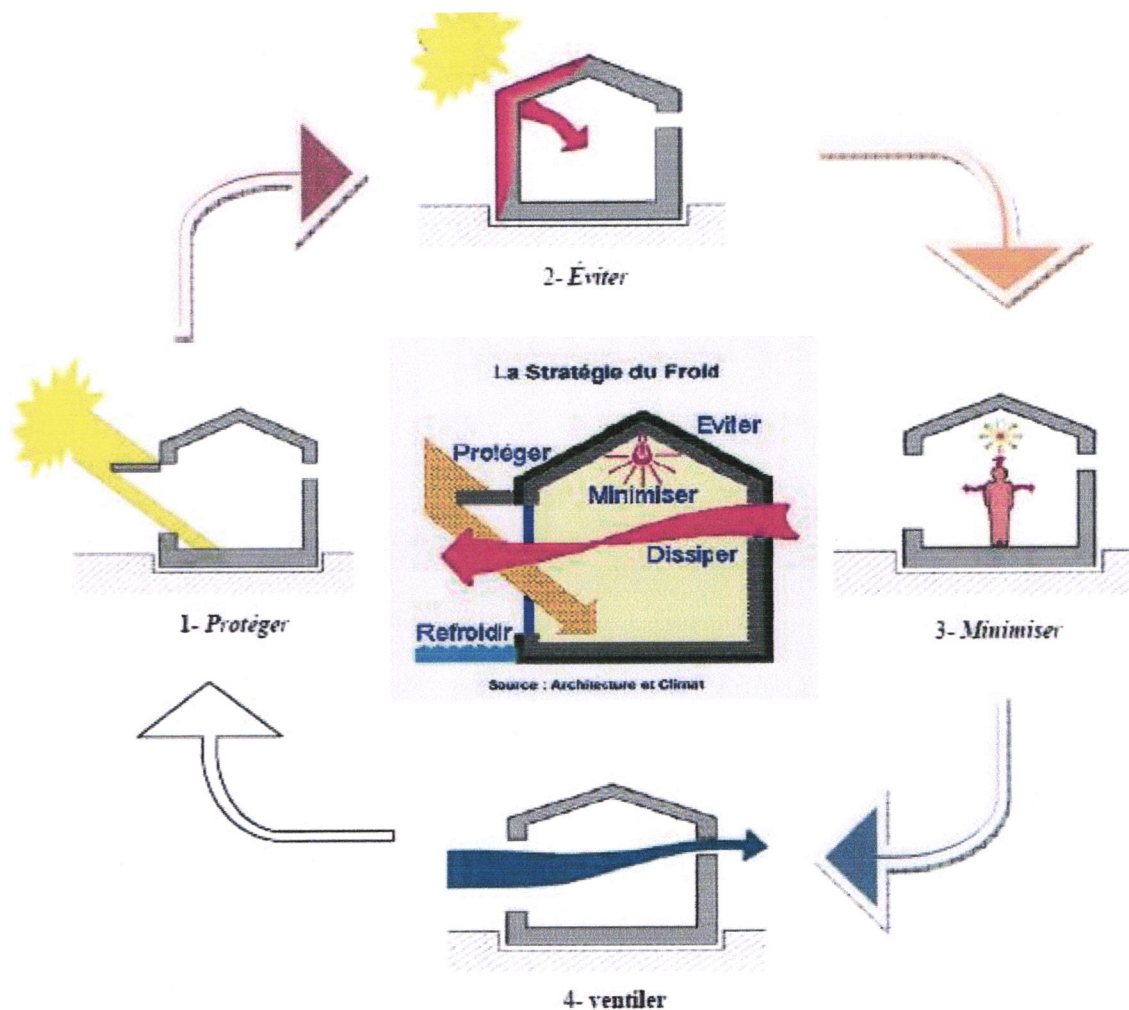 2- Éviter
La Stratégie du Froid
Eviter
Protéger
Minimiser
Dissiper
Refroidir
Source : Architecture et Climat
1- Protéger
3- Minimiser
4- ventiler